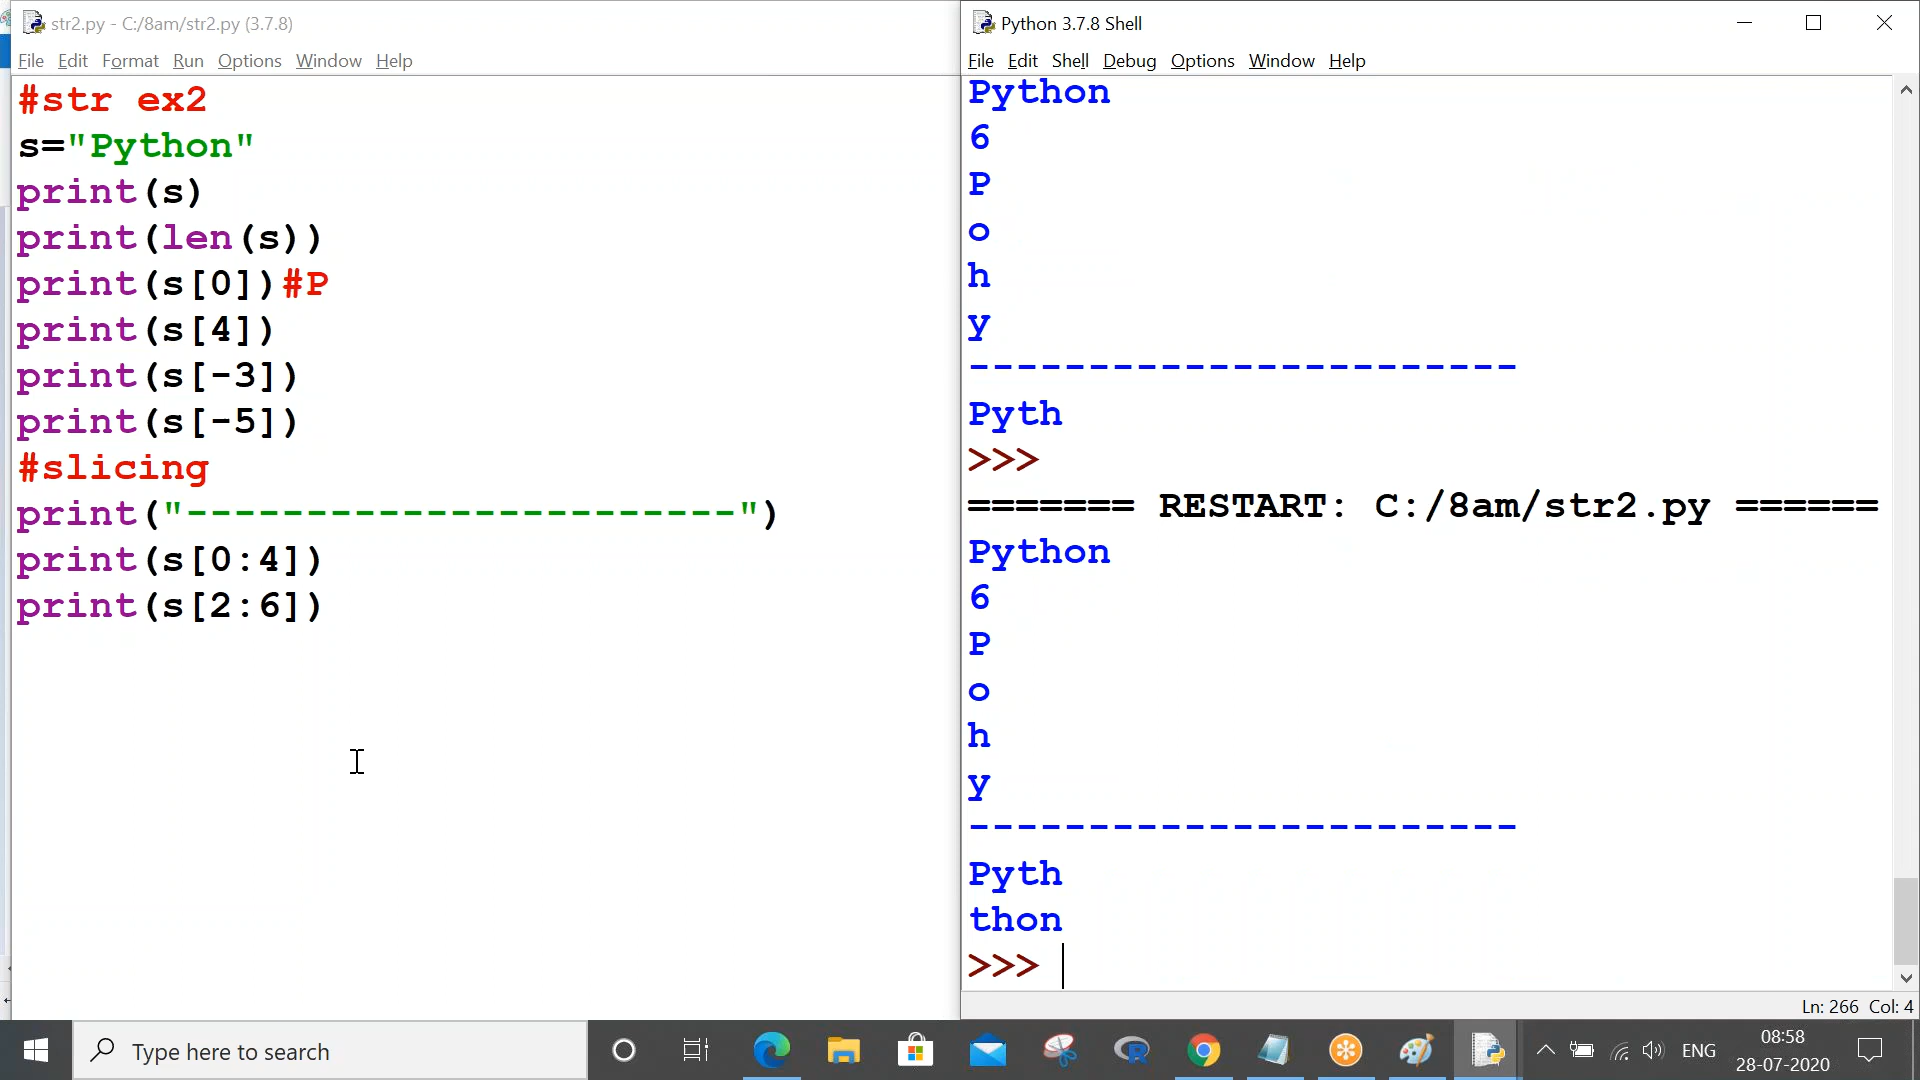 str2.py - C:/8am/str2.py (3.7.8)
File Edit Format Run Options Window Help
#str ex2
s="Python"
print(s)
print(len(s))
print(s[0])#P
print(s[4])
print(s[-3])
print(s[-5])
#slicing
print("-----------------------")
print(s[0:4])
print(s[2:6])
Python 3.7.8 Shell
File Edit Shell Debug Options Window Help
Python
6
P
o
h
y
-----------------------
Pyth
>>>
======= RESTART: C:/8am/str2.py ======
Python
6
P
o
h
y
-----------------------
Pyth
thon
>>>
Ln: 266 Col: 4
Type here to search
R
ENG
08:58
28-07-2020